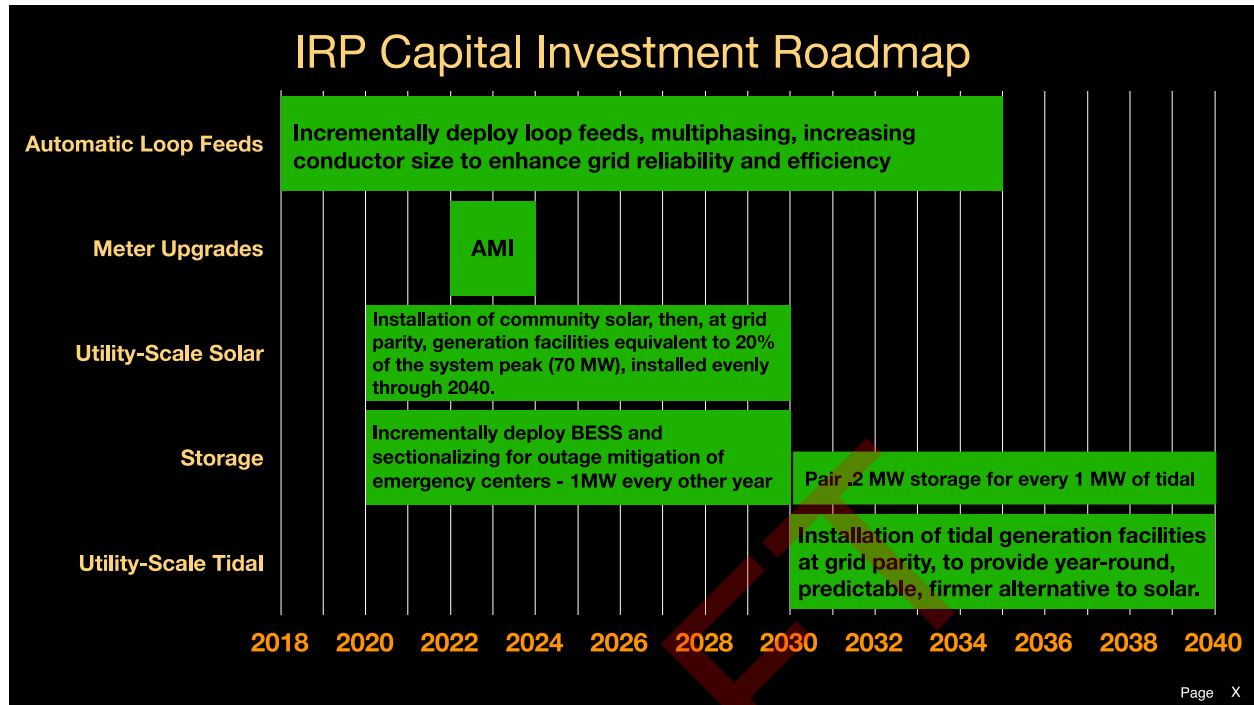 IRP Capital Investment Roadmap
Automatic Loop Feeds
Incrementally deploy loop feeds, multiphasing, increasing
conductor size to enhance grid reliability and efficiency
Meter Upgrades
AMI
Utility-Scale Solar
Installation of community solar, then, at grid
parity, generation facilities equivalent to 20%
of the system peak (70 MW), installed evenly
through 2040.
Storage
Incrementally deploy BESS and
sectionalizing for outage mitigation of
emergency centers - 1MW every other year
Pair .2 MW storage for every 1 MW of tidal
Utility-Scale Tidal
Installation of tidal generation facilities
at grid parity, to provide year-round,
predictable, firmer alternative to solar.
2018 2020 2022 2024 2026 2028 2030 2032 2034 2036 2038 2040
Page X